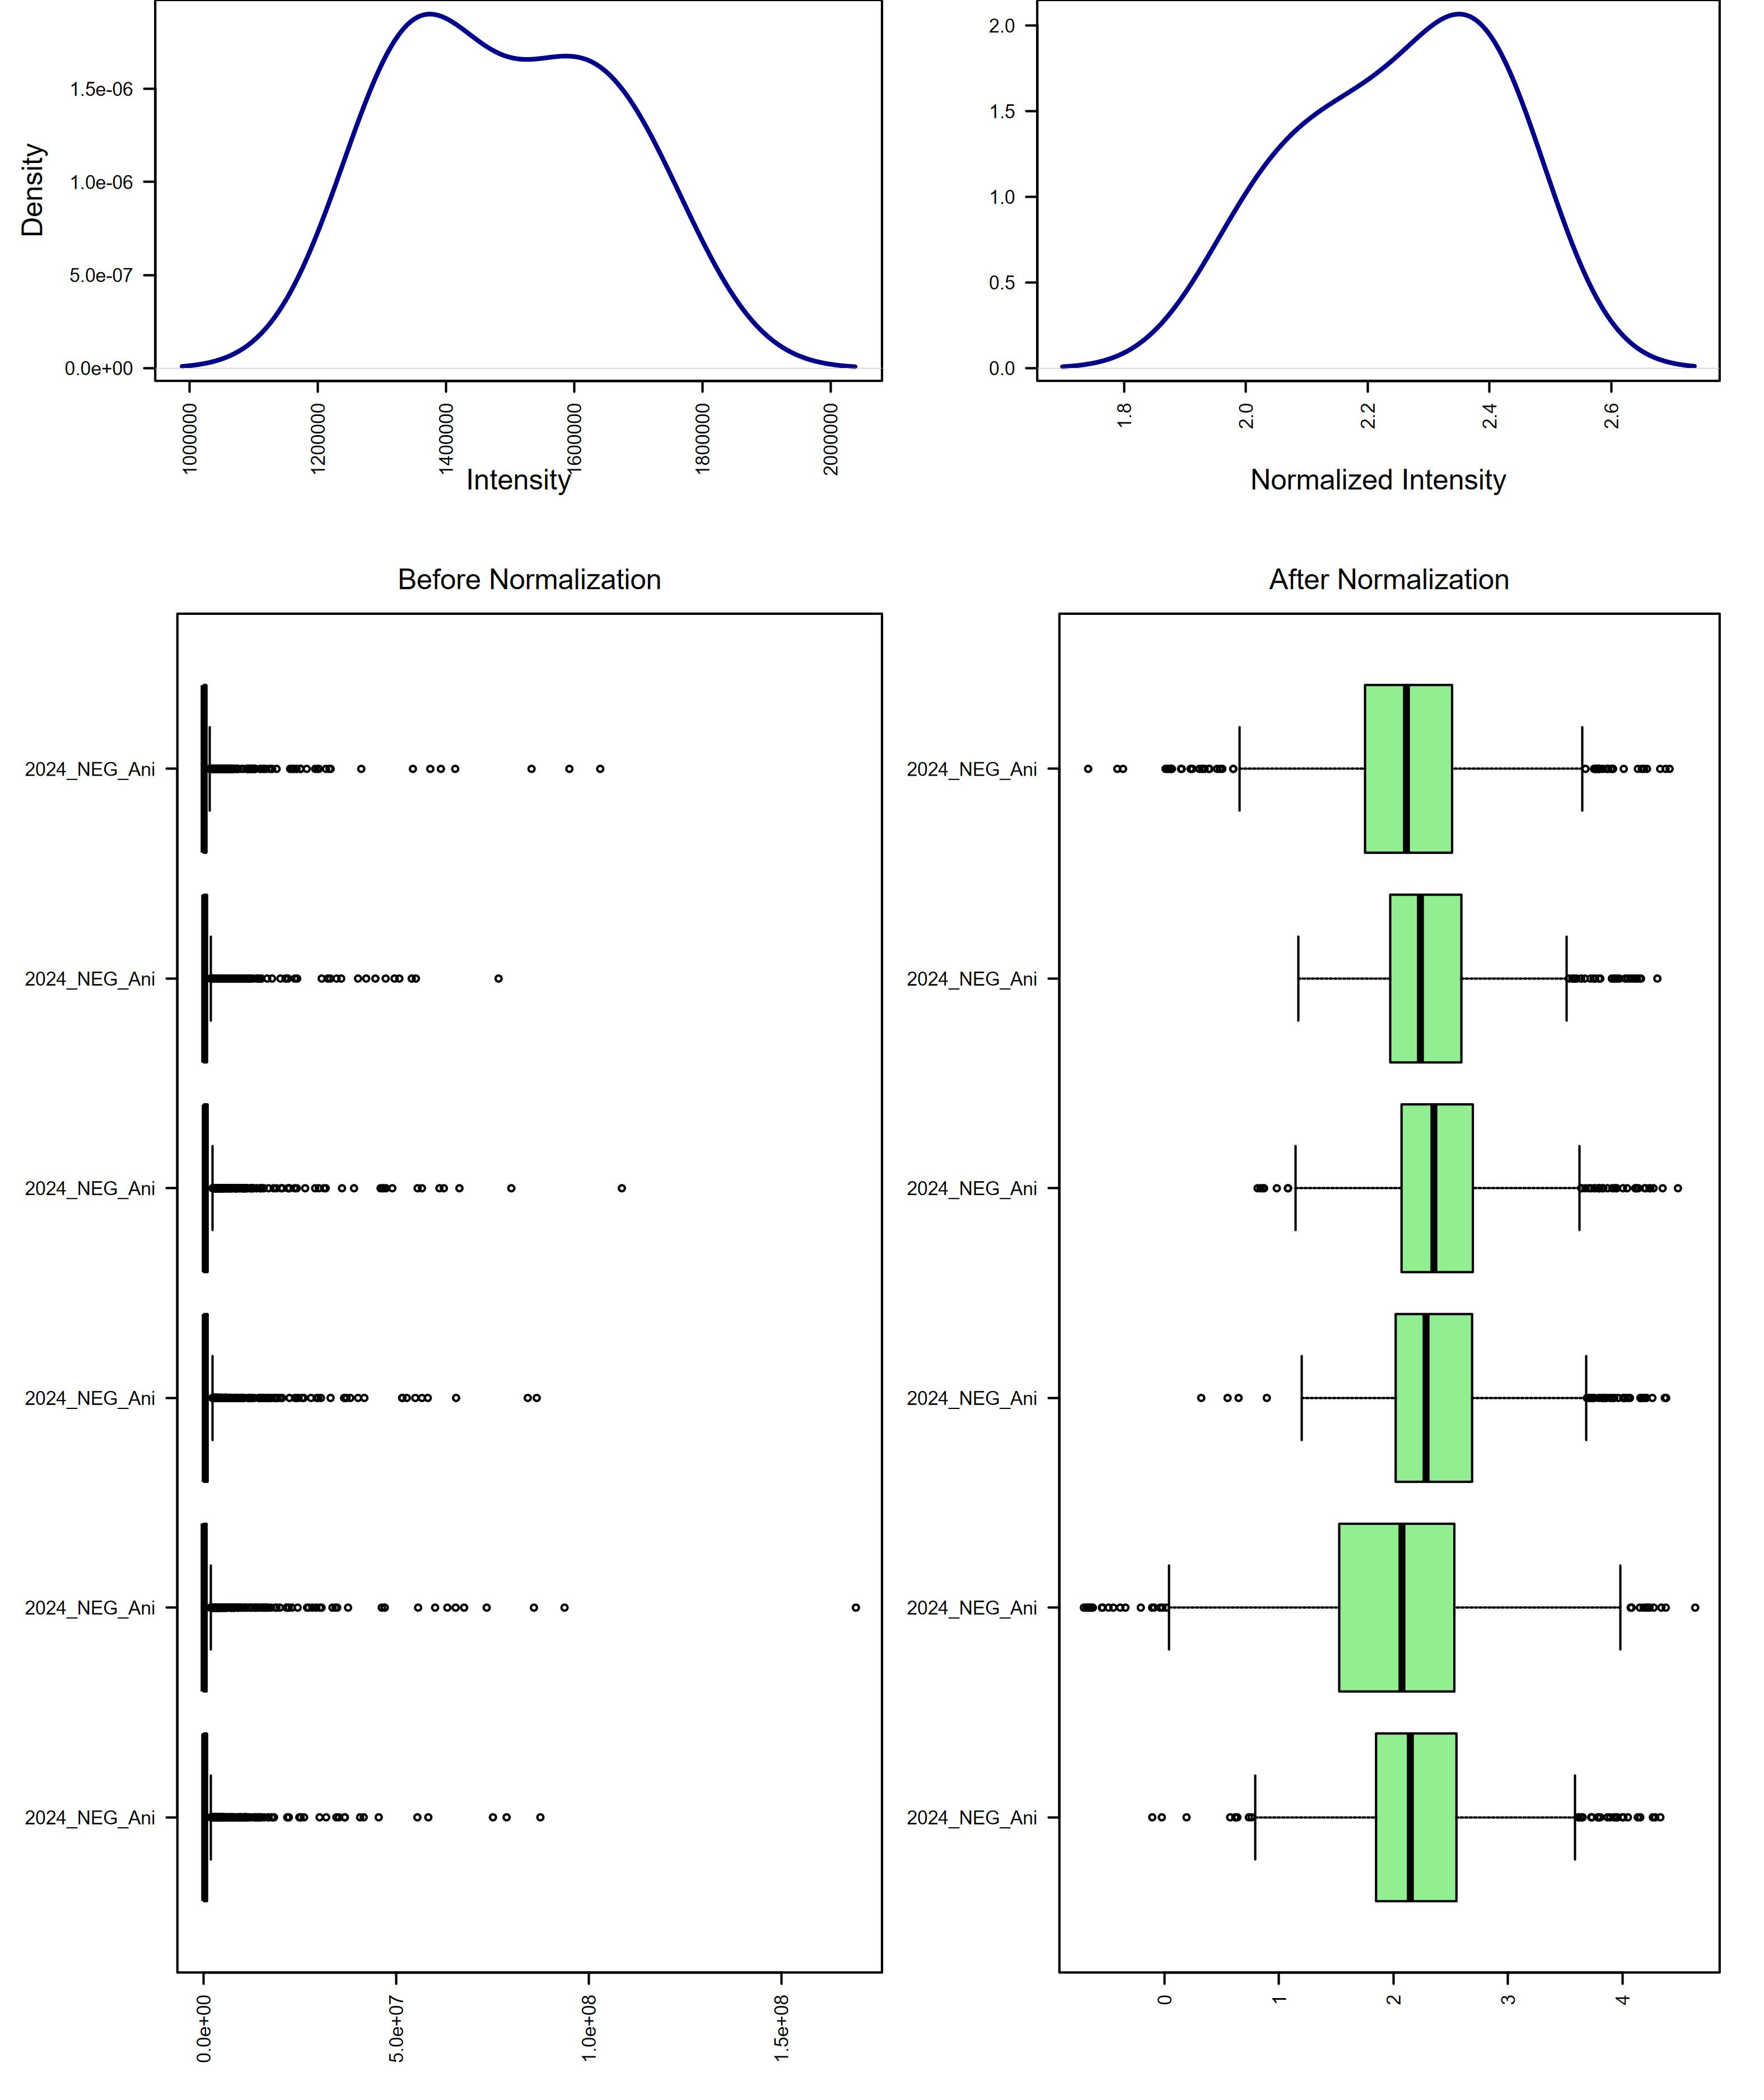 Density
1.5e-06
1.0e-06
5.0e-07
0.0e+00
1000000
1200000
1400000
1600000
1800000
2000000
Intensity
2.0
1.5
1.0
0.5
0.0
1.8
2.0
2.2
2.4
2.6
Normalized Intensity
Before Normalization
2024_NEG_Ani
2024_NEG_Ani
2024_NEG_Ani
2024_NEG_Ani
2024_NEG_Ani
2024_NEG_Ani
0.0e+00
5.0e+07
1.0e+08
1.5e+08
After Normalization
2024_NEG_Ani
2024_NEG_Ani
2024_NEG_Ani
2024_NEG_Ani
2024_NEG_Ani
2024_NEG_Ani
0
1
2
3
4